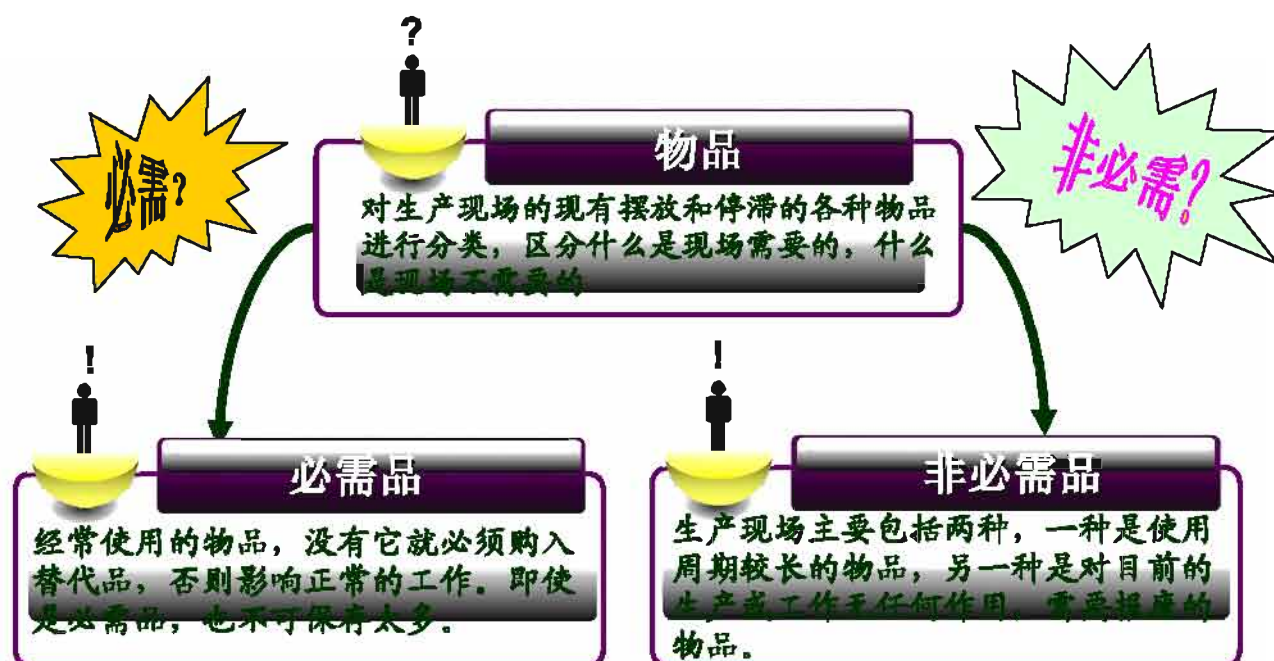 ?
必需?
物品
非必需?
对生产现场的现有摆放和停滞的各种物品
进行分类，区分什么是现场需要的，什么
是现场不需要的
!
!
必需品
经常使用的物品，没有它就必须购入
替代品，否则影响正常的工作。即使
是必需品，也不可保存太多。
非必需品
生产现场主要包括两种，一种是使用
周期较长的物品，另一种是对目前的
生产或工作无任何作用，需要报废的
物品。